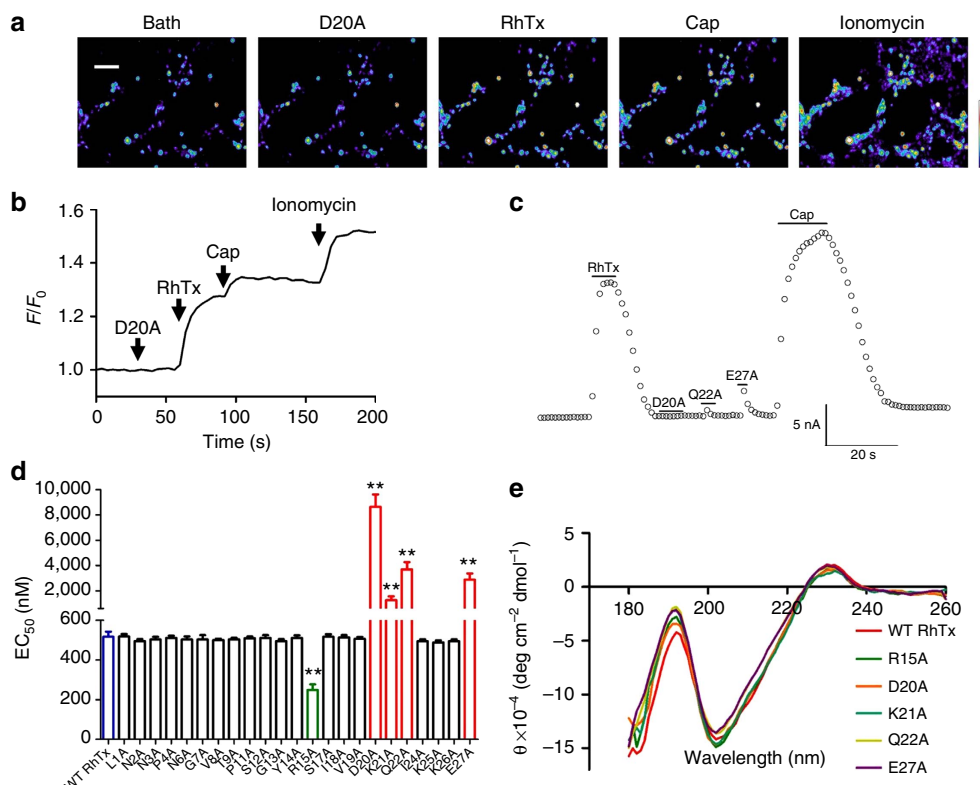 a
Bath
D20A
RhTx
Cap
Ionomycin
b
1.6
1.4
1.2
1.0
F/F0
0
50
100
150
200
Time (s)
D20A
RhTx
Cap
Ionomycin
c
RhTx
D20A
Q22A
E27A
Cap
5 nA
20 s
d
10,000
8,000
6,000
4,000
2,000
600
400
200
0
EC50 (nM)
**
**
**
**
**
WT RhTx
L1A
N2A
N3A
P4A
N6A
G7A
V8A
T9A
P11A
S12A
G13A
Y14A
R15A
S17A
I18A
V19A
D20A
K21A
Q22A
I24A
K25A
K26A
E27A
e
5
0
−5
−10
−15
θ ×10−4 (deg cm−2 dmol−1)
180
200
220
240
260
Wavelength (nm)
WT RhTx
R15A
D20A
K21A
Q22A
E27A